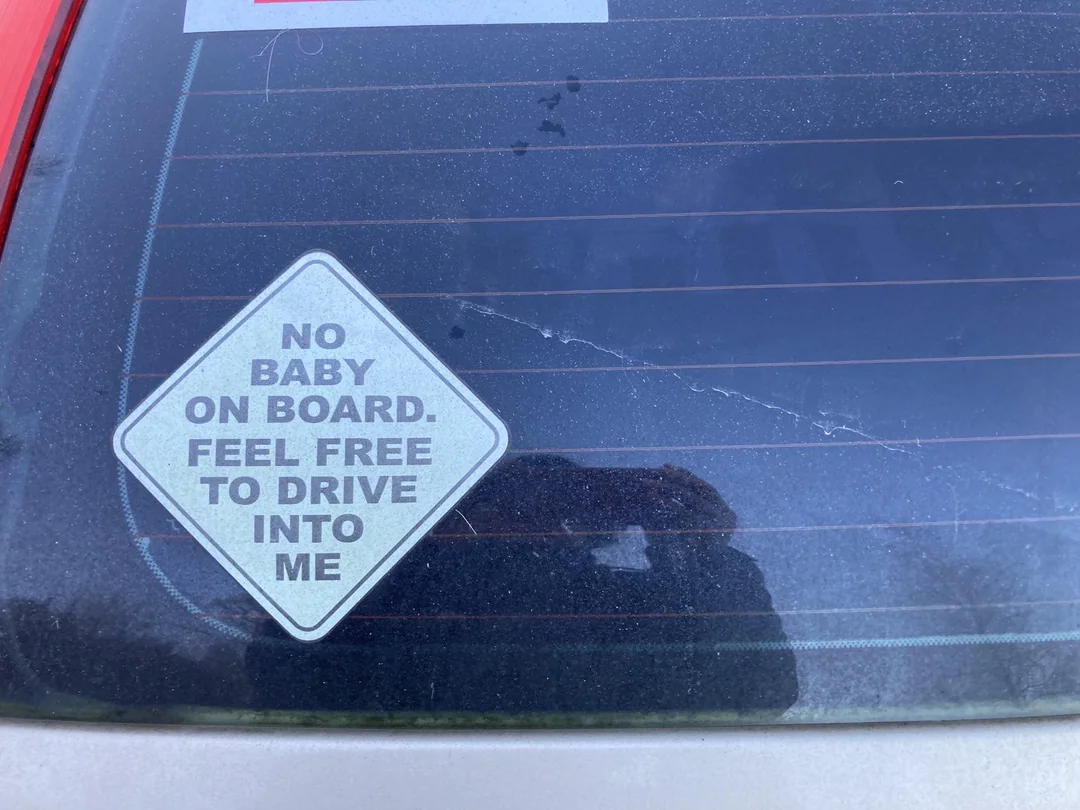 NO
BABY
ON BOARD.
FEEL FREE
TO DRIVE
INTO
ME